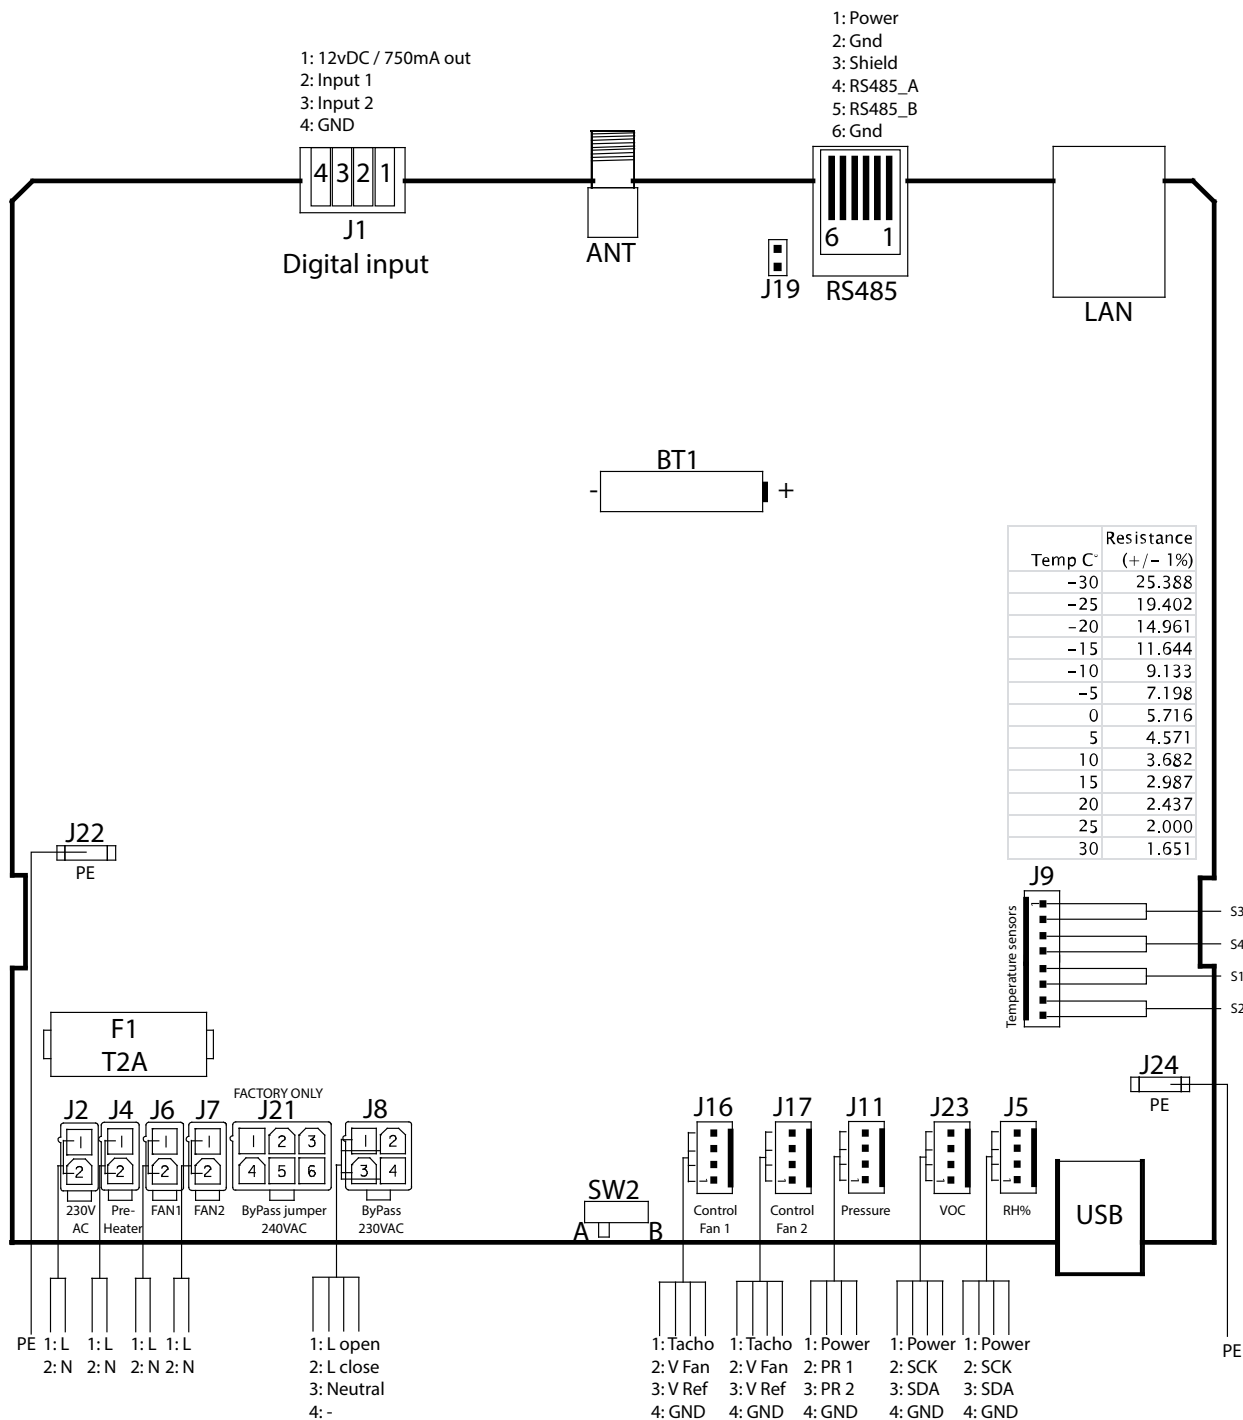 1: Power
2: Gnd
3: Shield
4: RS485_A
5: RS485_B
6: Gnd
1: 12vDC / 750mA out
2: Input 1
3: Input 2
4: GND
4 3 2 1
J1
Digital input
ANT
J19
6 1
RS485
LAN
BT1
- +
Temp C° Resistance (+/- 1%)
-30 25.388
-25 19.402
-20 14.961
-15 11.644
-10 9.133
-5 7.198
0 5.716
5 4.571
10 3.682
15 2.987
20 2.437
25 2.000
30 1.651
J22
PE
J9
Temperature sensors
1
S3
S4
S1
S2
F1
T2A
J24
PE
FACTORY ONLY
J2 J4 J6 J7 J21 J8
1 1 1 1 1 2 3 1 2
2 2 2 2 4 5 6 3 4
230V AC
Pre-Heater
FAN1
FAN2
ByPass jumper 240VAC
ByPass 230VAC
SW2
A B
J16 J17 J11 J23 J5
1 1 1 1 1
Control Fan 1
Control Fan 2
Pressure
VOC
RH%
USB
PE
1: L
2: N
1: L
2: N
1: L
2: N
1: L
2: N
1: L open
2: L close
3: Neutral
4: -
1: Tacho
2: V Fan
3: V Ref
4: GND
1: Tacho
2: V Fan
3: V Ref
4: GND
1: Power
2: PR 1
3: PR 2
4: GND
1: Power
2: SCK
3: SDA
4: GND
1: Power
2: SCK
3: SDA
4: GND
PE